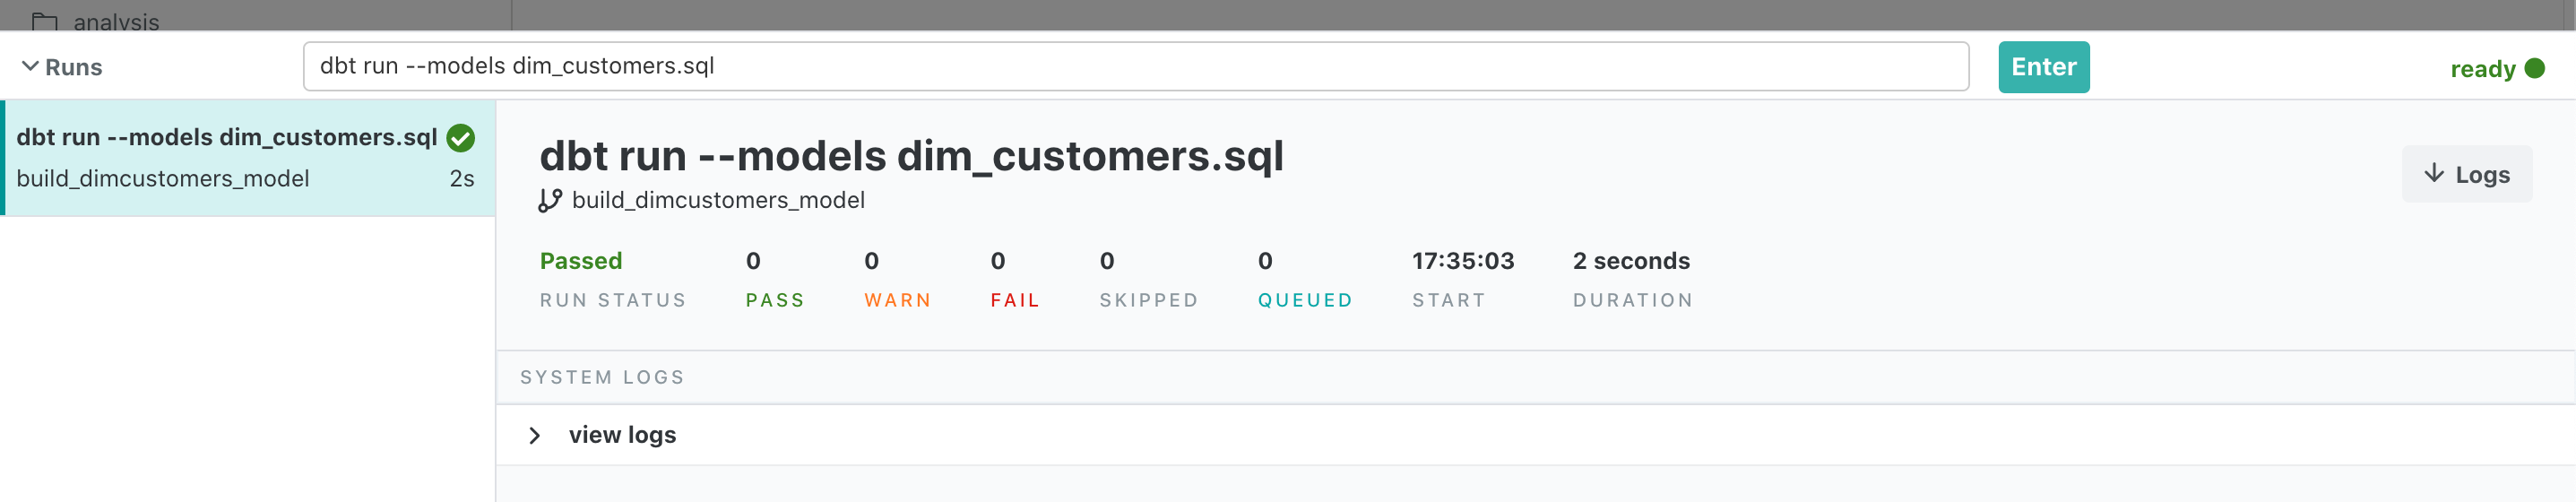 analysis
Runs
dbt run --models dim_customers.sql
Enter
ready
dbt run --models dim_customers.sql
build_dimcustomers_model 2s
dbt run --models dim_customers.sql
build_dimcustomers_model
Logs
Passed 0 0 0 0 0 17:35:03 2 seconds
RUN STATUS PASS WARN FAIL SKIPPED QUEUED START DURATION
SYSTEM LOGS
view logs